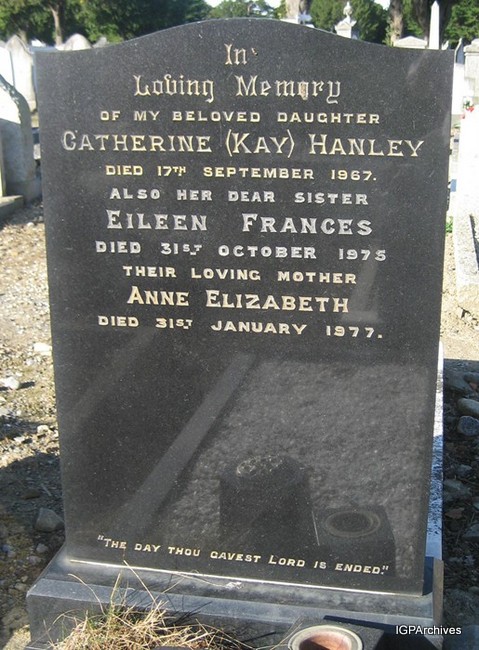 In
Loving Memory
OF MY BELOVED DAUGHTER
CATHERINE (KAY) HANLEY
DIED 17TH SEPTEMBER 1967.
ALSO HER DEAR SISTER
EILEEN FRANCES
DIED 31ST OCTOBER 1975
THEIR LOVING MOTHER
ANNE ELIZABETH
DIED 31ST JANUARY 1977.
"THE DAY THOU GAVEST LORD IS ENDED."
IGPArchives